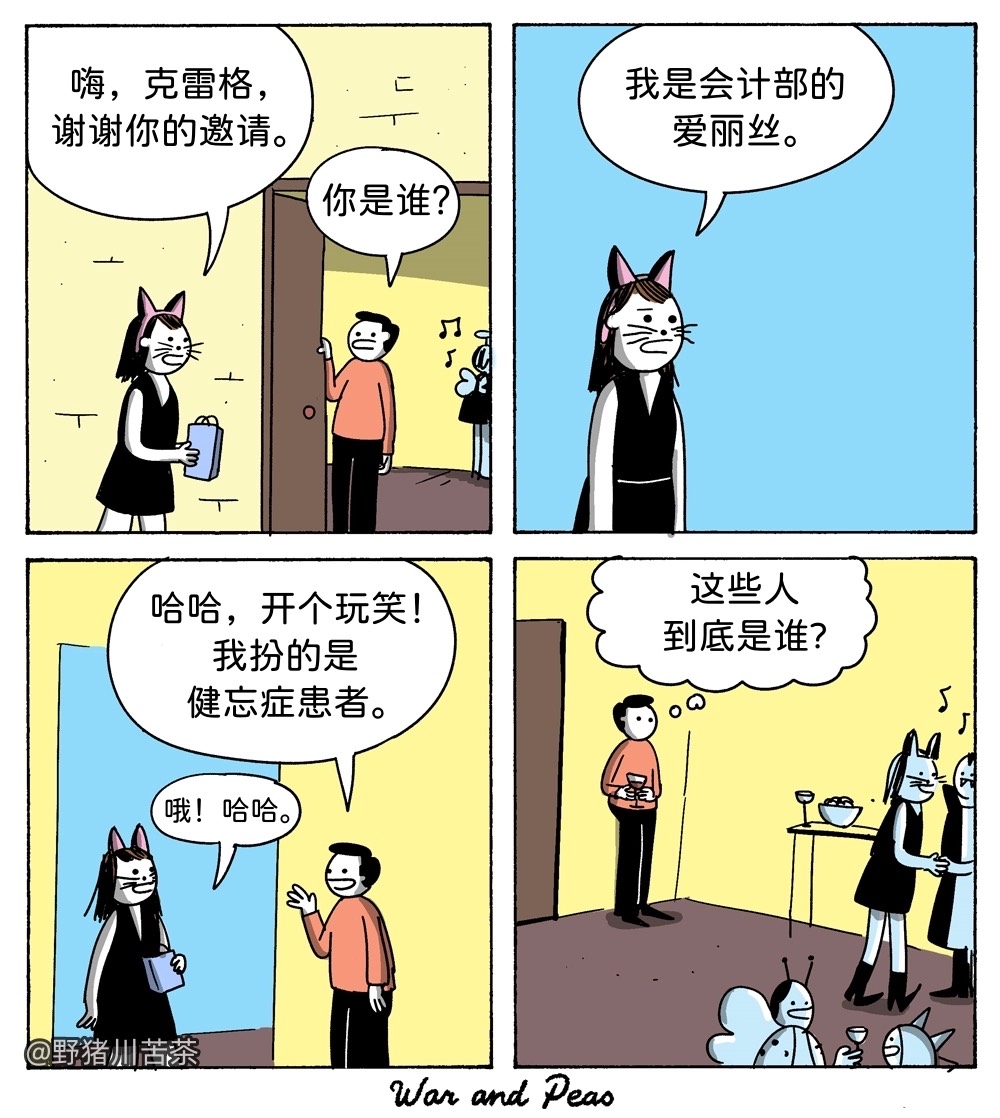 嗨，克雷格，
谢谢你的邀请。
你是谁？
我是会计部的
爱丽丝。
哈哈，开个玩笑！
我扮的是
健忘症患者。
哦！哈哈。
这些人
到底是谁？
@野猪川苦茶
War and Peas